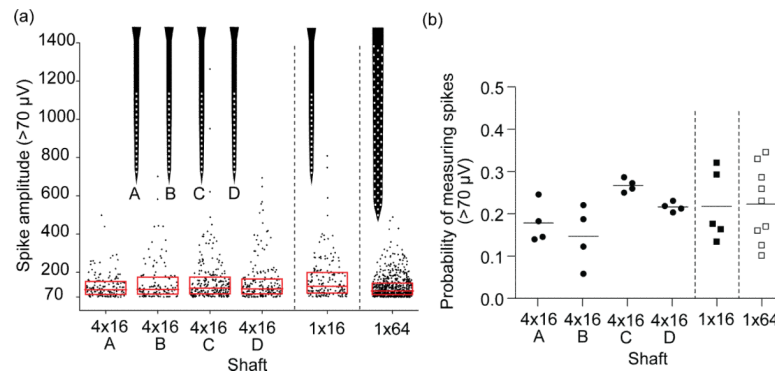 (a)
Spike amplitude (>70 µV)
1400
1200
1000
800
600
400
200
70
A B C D
4x16 4x16 4x16 4x16 1x16 1x64
A B C D
Shaft
(b)
Probability of measuring spikes
(>70 µV)
0.5
0.4
0.3
0.2
0.1
0.0
4x16 4x16 4x16 4x16 1x16 1x64
A B C D
Shaft